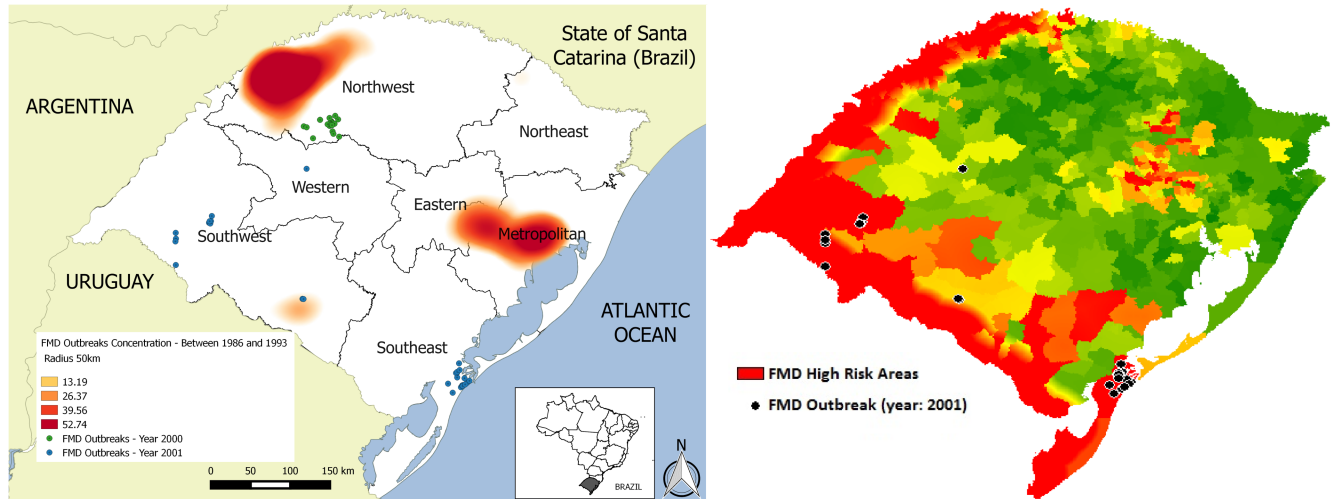 State of Santa
Catarina (Brazil)
ARGENTINA
Northwest
Northeast
Western
Eastern
Metropolitan
Southwest
URUGUAY
ATLANTIC
OCEAN
Southeast
FMD Outbreaks Concentration - Between 1986 and 1993
Radius 50km
13.19
26.37
39.56
52.74
FMD Outbreaks - Year 2000
FMD Outbreaks - Year 2001
0 50 100 150 km
BRAZIL
N
FMD High Risk Areas
FMD Outbreak (year: 2001)